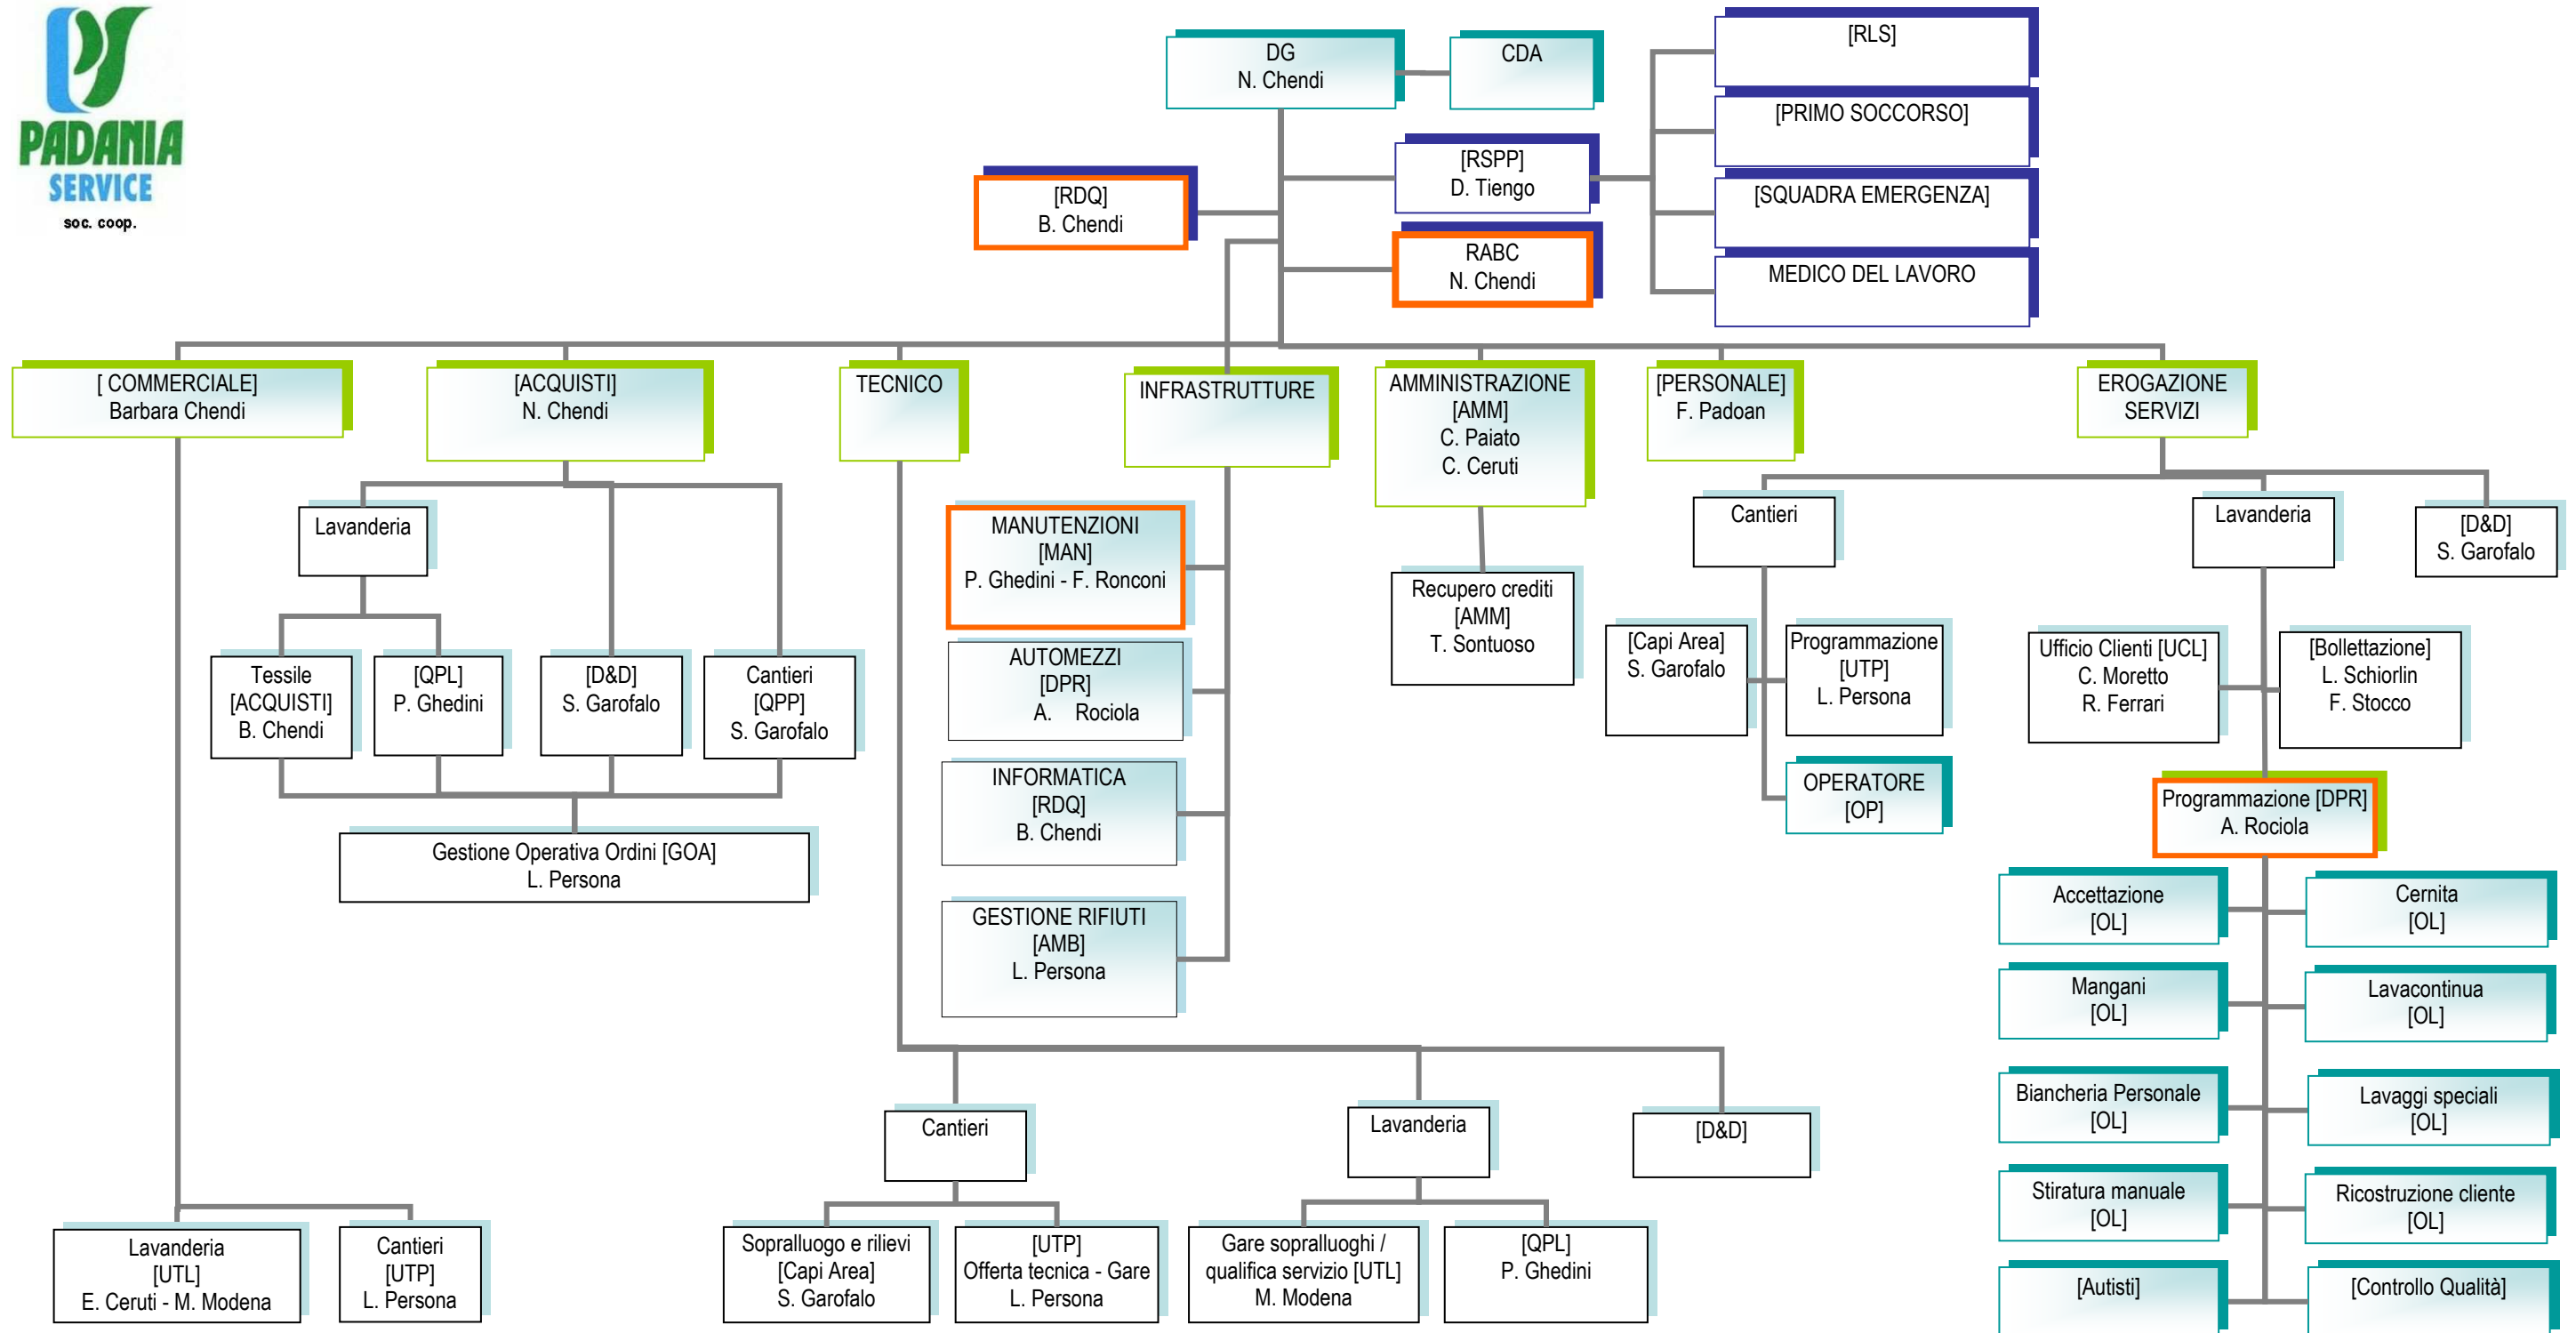 PADANIA
SERVICE
soc. coop.
DG
N. Chendi
CDA
[RLS]
[PRIMO SOCCORSO]
[SQUADRA EMERGENZA]
MEDICO DEL LAVORO
[RSPP]
D. Tiengo
[RDQ]
B. Chendi
RABC
N. Chendi
[ COMMERCIALE]
Barbara Chendi
[ACQUISTI]
N. Chendi
TECNICO
INFRASTRUTTURE
AMMINISTRAZIONE
[AMM]
C. Paiato
C. Ceruti
[PERSONALE]
F. Padoan
EROGAZIONE
SERVIZI
Lavanderia
Tessile
[ACQUISTI]
B. Chendi
[QPL]
P. Ghedini
[D&D]
S. Garofalo
Cantieri
[QPP]
S. Garofalo
Gestione Operativa Ordini [GOA]
L. Persona
MANUTENZIONI
[MAN]
P. Ghedini - F. Ronconi
AUTOMEZZI
[DPR]
A. Rociola
INFORMATICA
[RDQ]
B. Chendi
GESTIONE RIFIUTI
[AMB]
L. Persona
Recupero crediti
[AMM]
T. Sontuoso
Cantieri
Lavanderia
[D&D]
S. Garofalo
[Capi Area]
S. Garofalo
Programmazione
[UTP]
L. Persona
OPERATORE
[OP]
Ufficio Clienti [UCL]
C. Moretto
R. Ferrari
[Bollettazione]
L. Schiorlin
F. Stocco
Programmazione [DPR]
A. Rociola
Accettazione
[OL]
Cernita
[OL]
Mangani
[OL]
Lavacontinua
[OL]
Biancheria Personale
[OL]
Lavaggi speciali
[OL]
Stiratura manuale
[OL]
Ricostruzione cliente
[OL]
[Autisti]
[Controllo Qualità]
Cantieri
Lavanderia
[D&D]
Lavanderia
[UTL]
E. Ceruti - M. Modena
Cantieri
[UTP]
L. Persona
Sopralluogo e rilievi
[Capi Area]
S. Garofalo
[UTP]
Offerta tecnica - Gare
L. Persona
Gare sopralluoghi /
qualifica servizio [UTL]
M. Modena
[QPL]
P. Ghedini